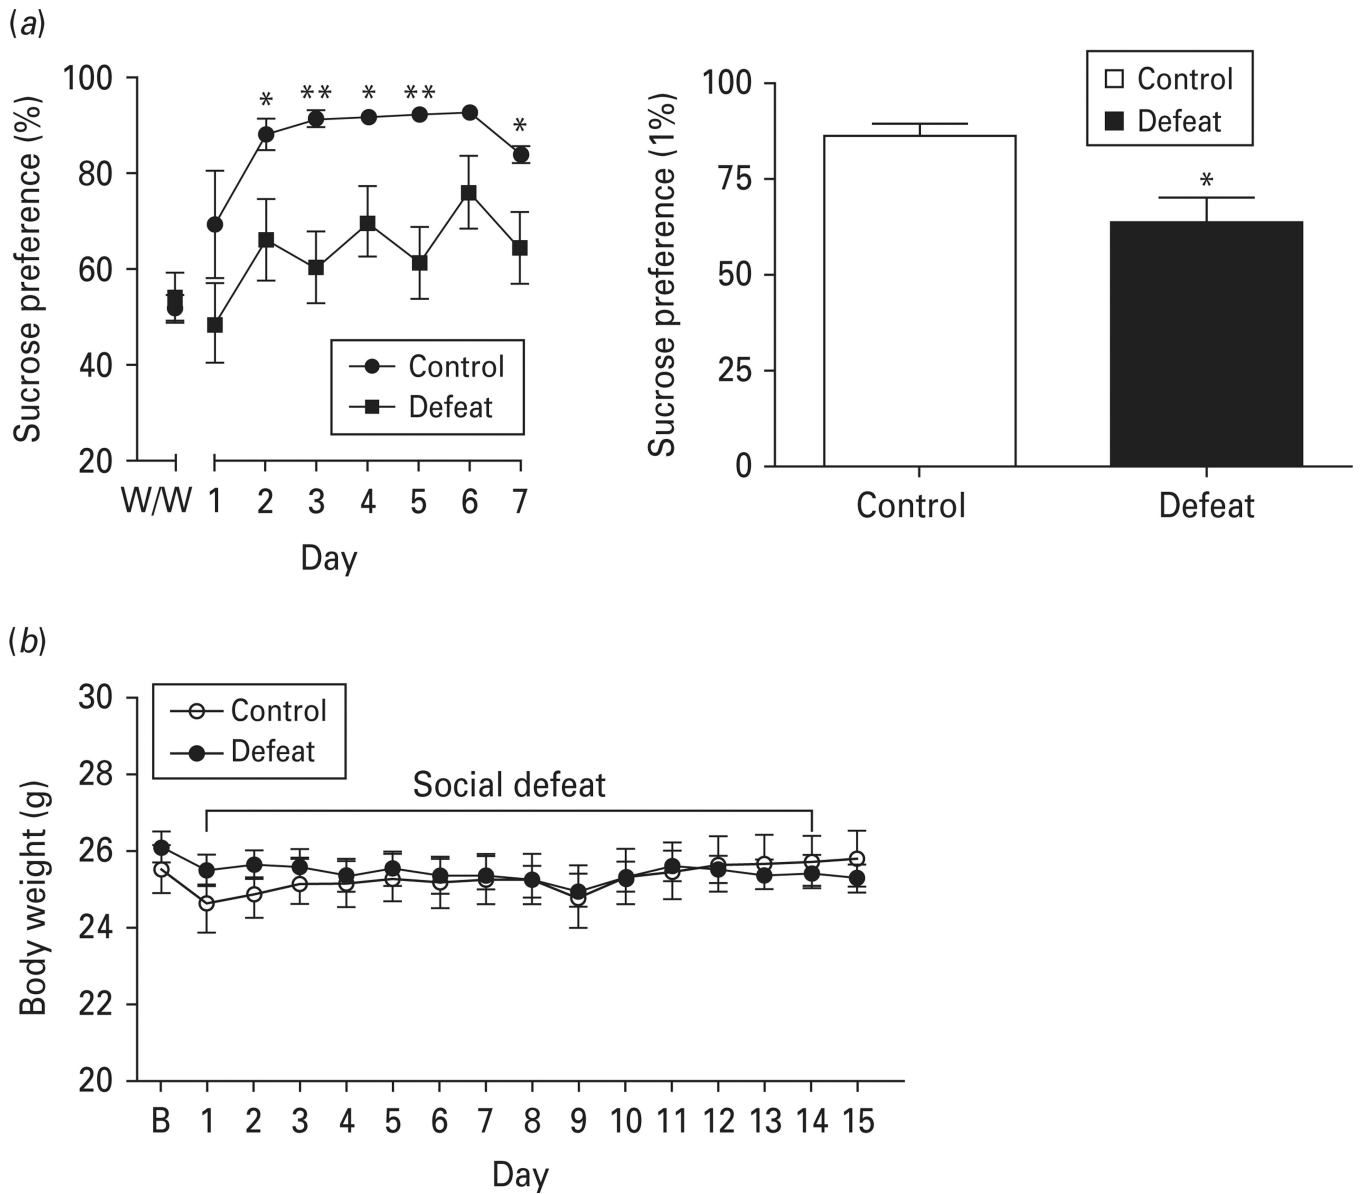 (a)
100
80
60
40
20
Sucrose preference (%)
*
**
*
**
*
Control
Defeat
W/W 1 2 3 4 5 6 7
Day
100
75
50
25
0
Sucrose preference (1%)
Control
Defeat
*
Control Defeat
(b)
30
28
26
24
22
20
Body weight (g)
Control
Defeat
Social defeat
B 1 2 3 4 5 6 7 8 9 10 11 12 13 14 15
Day